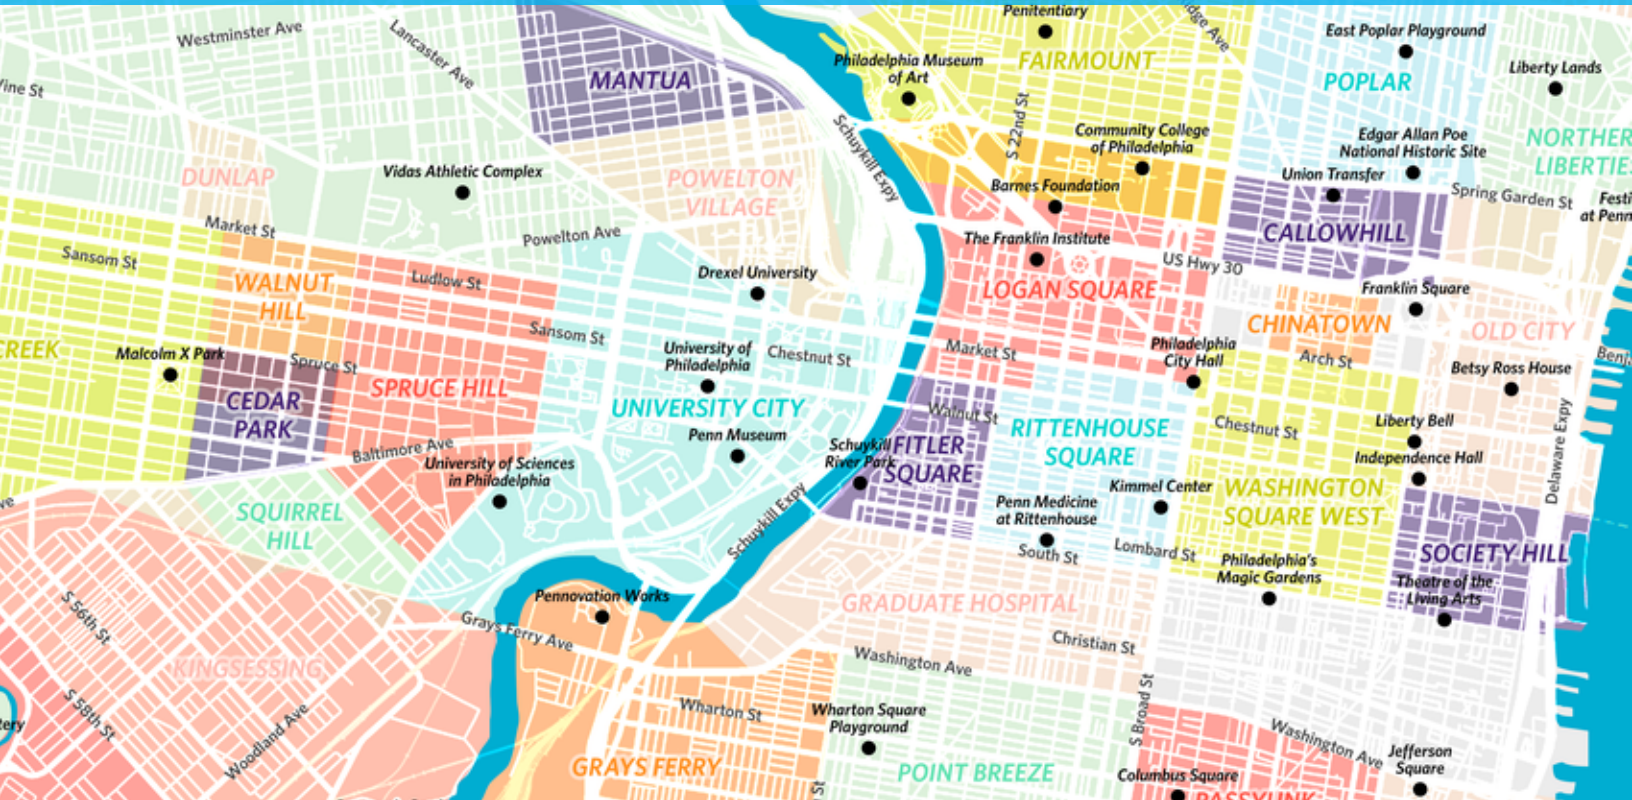 Penitentiary
Westminster Ave
Lancaster Ave
East Poplar Playground
MANTUA
Philadelphia Museum
of Art
FAIRMOUNT
POPLAR
Liberty Lands
S 22nd St
Community College
of Philadelphia
Edgar Allan Poe
National Historic Site
NORTHER
LIBERTIE
Schuykill Expy
DUNLAP
Vidas Athletic Complex
POWELTON
VILLAGE
Barnes Foundation
Union Transfer
Spring Garden St
Festi
at Penn
Market St
Powelton Ave
The Franklin Institute
CALLOWHILL
Sansom St
US Hwy 30
WALNUT
HILL
Ludlow St
Drexel University
LOGAN SQUARE
Franklin Square
CHINATOWN
OLD CITY
Sansom St
CREEK
Malcolm X Park
Spruce St
University of
Philadelphia
Chestnut St
Market St
Philadelphia
City Hall
Arch St
Betsy Ross House
Benj
CEDAR
PARK
SPRUCE HILL
UNIVERSITY CITY
Walnut St
RITTENHOUSE
SQUARE
Chestnut St
Liberty Bell
Delaware Expy
Baltimore Ave
Penn Museum
Schuykill
River Park
FITLER
SQUARE
Independence Hall
University of Sciences
in Philadelphia
Kimmel Center
WASHINGTON
SQUARE WEST
SQUIRREL
HILL
Schuykill Expy
Penn Medicine
at Rittenhouse
South St
Lombard St
SOCIETY HILL
Philadelphia's
Magic Gardens
Theatre of the
Living Arts
S 56th St
Pennovation Works
GRADUATE HOSPITAL
Grays Ferry Ave
Christian St
KINGSESSING
Washington Ave
S 58th St
Woodland Ave
Wharton St
Wharton Square
Playground
S Broad St
Washington Ave
Jefferson
Square
GRAYS FERRY
POINT BREEZE
Columbus Square
PASSYUNK
tery
St